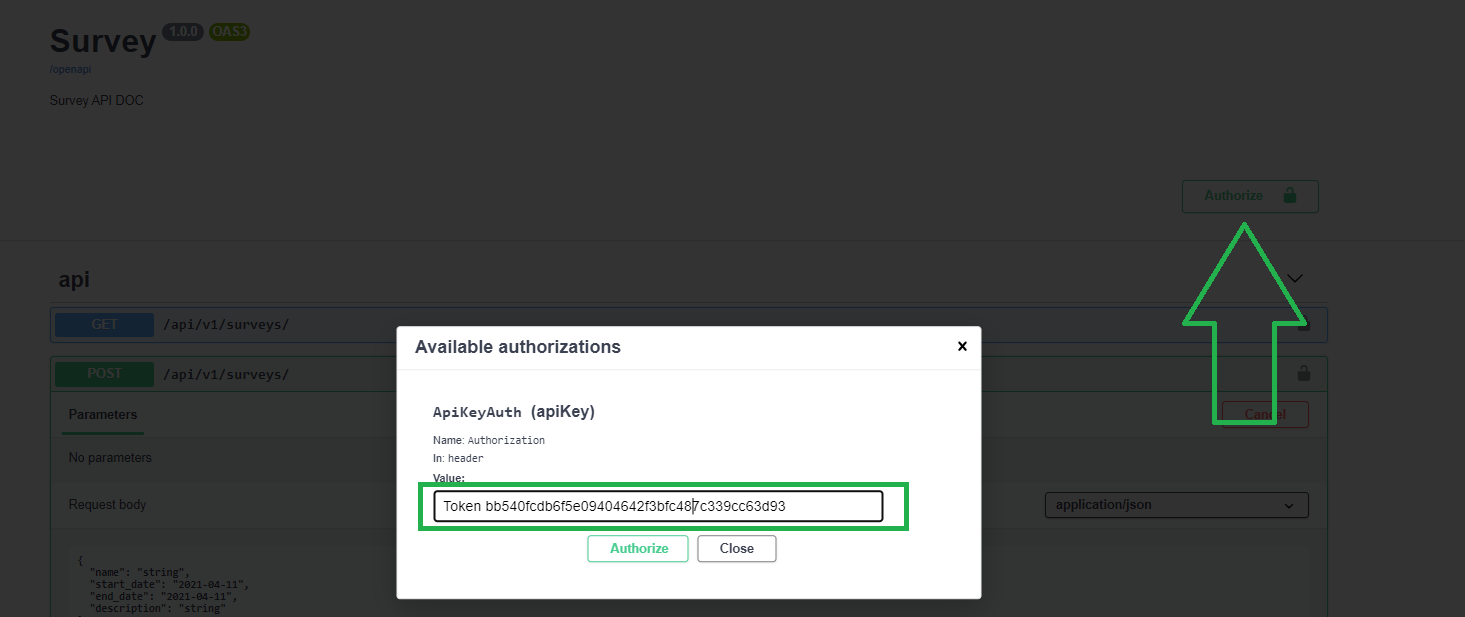 Survey 1.0.0 OAS3
/openapi
Survey API DOC
Authorize
api
GET /api/v1/surveys/
POST /api/v1/surveys/
Parameters
Cancel
No parameters
Request body
application/json
{
"name": "string",
"start_date": "2021-04-11",
"end_date": "2021-04-11",
"description": "string"
Available authorizations
×
ApiKeyAuth (apiKey)
Name: Authorization
In: header
Value:
Token bb540fcdb6f5e09404642f3bfc487c339cc63d93
Authorize Close